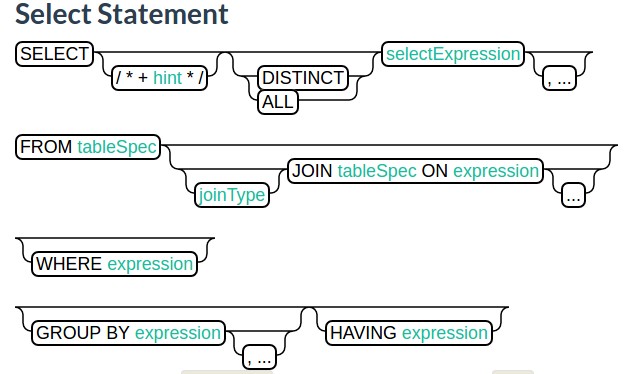 Select Statement
SELECT / * + hint * / DISTINCT selectExpression , ...
ALL
FROM tableSpec joinType JOIN tableSpec ON expression ...
WHERE expression
GROUP BY expression , ... HAVING expression